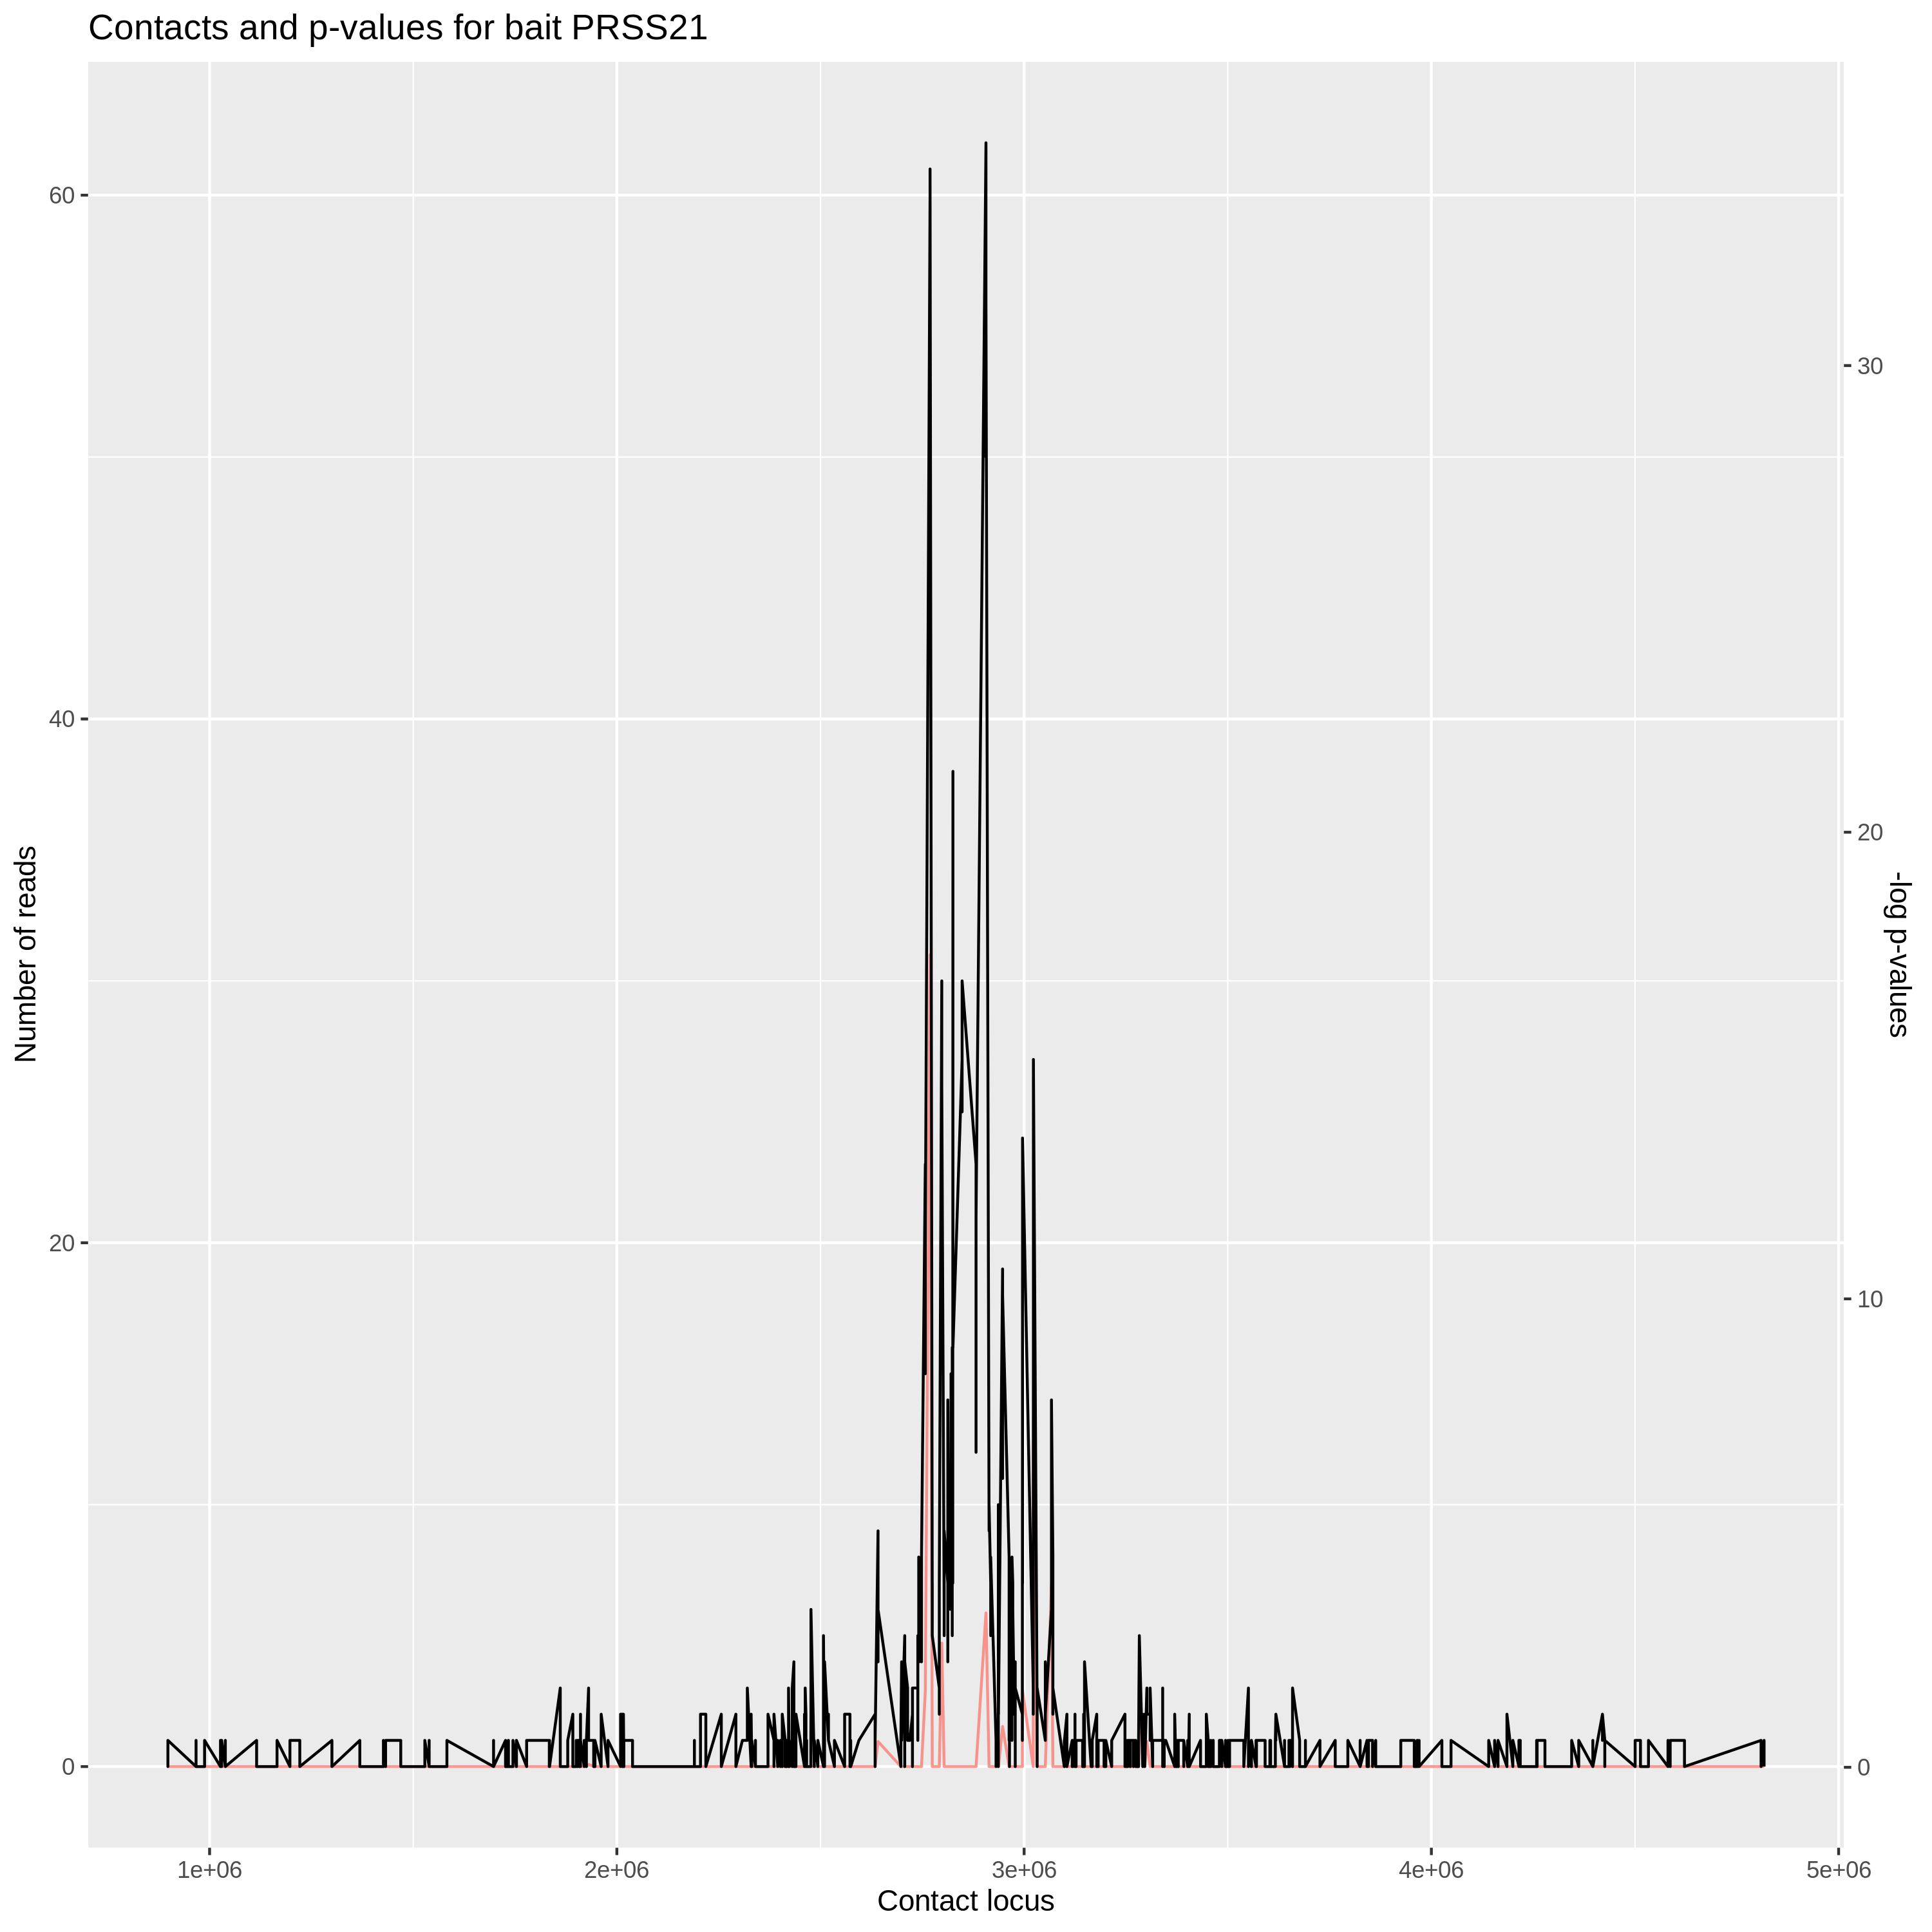 Contacts and p-values for bait PRSS21
60
40
20
0
Number of reads
30
20
10
0
-log p-values
1e+06 2e+06 3e+06 4e+06 5e+06
Contact locus